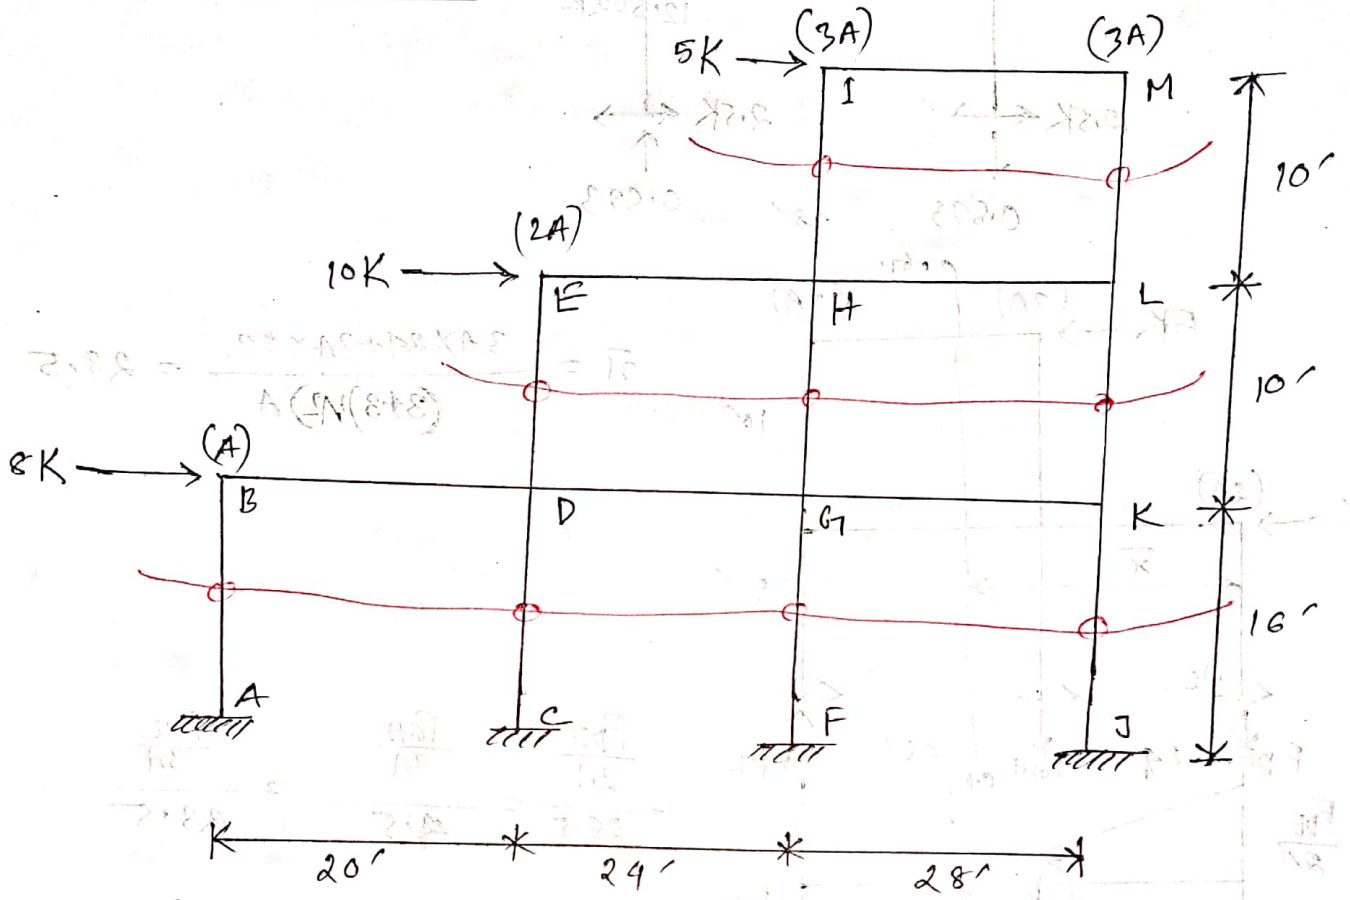 5K (3A) (3A)
I M
10'
10K (2A)
E H L
10'
8K (A)
B D G K
16'
A C F J
20' 24' 28'